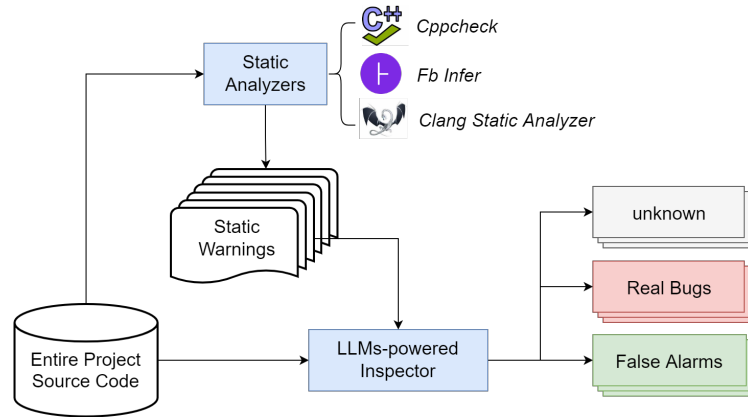 C++
Cppcheck
Static
Analyzers
Fb Infer
Clang Static Analyzer
Static
Warnings
unknown
Real Bugs
LLMs-powered
Inspector
False Alarms
Entire Project
Source Code